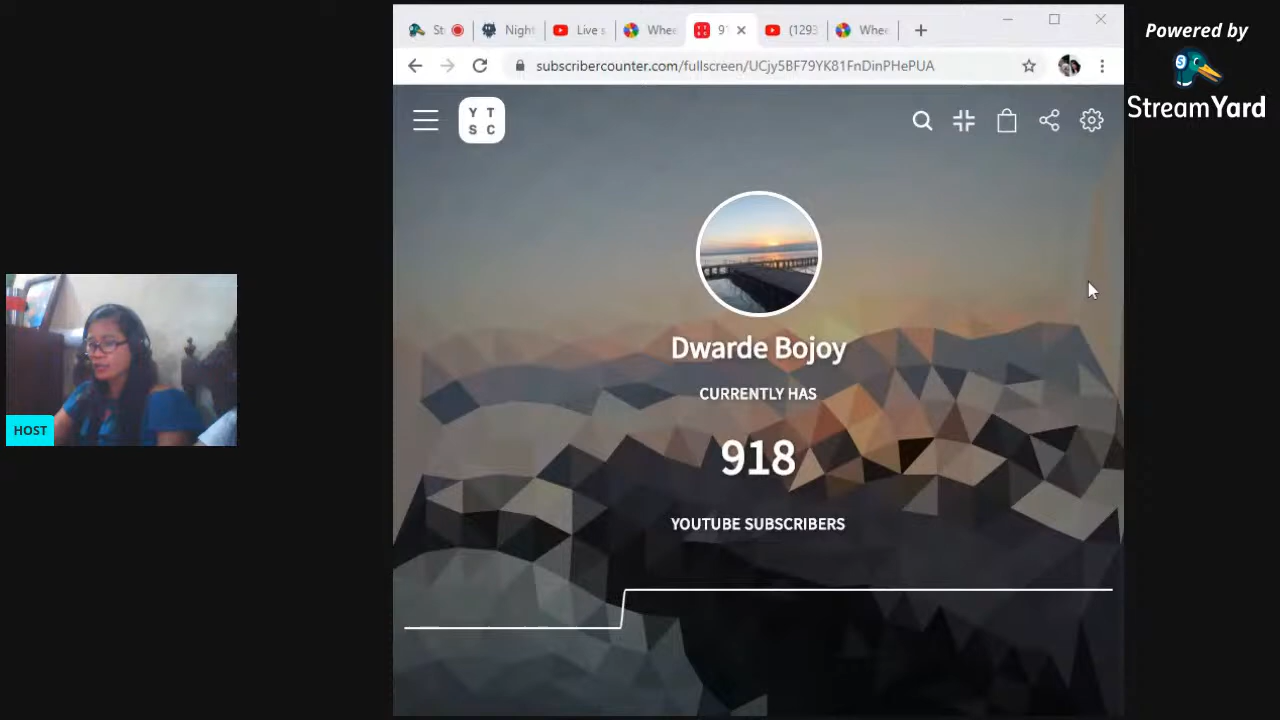 St
Night
Live s
Whee
9
(1293
Whee
subscribercounter.com/fullscreen/UCjy5BF79YK81FnDinPHePUA
Powered by
StreamYard
Y T
S C
Dwarde Bojoy
CURRENTLY HAS
918
YOUTUBE SUBSCRIBERS
HOST